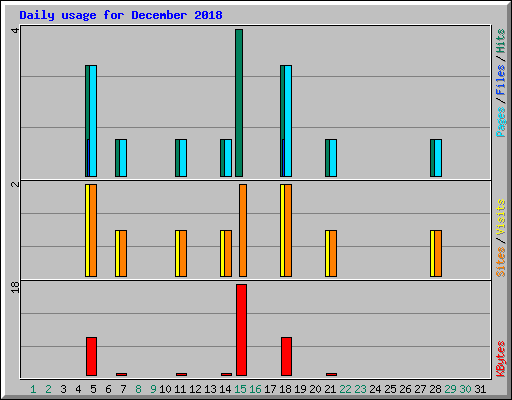 Daily usage for December 2018
4
2
18
Pages / Files / Hits
Sites / Visits
KBytes
1 2 3 4 5 6 7 8 9 10 11 12 13 14 15 16 17 18 19 20 21 22 23 24 25 26 27 28 29 30 31